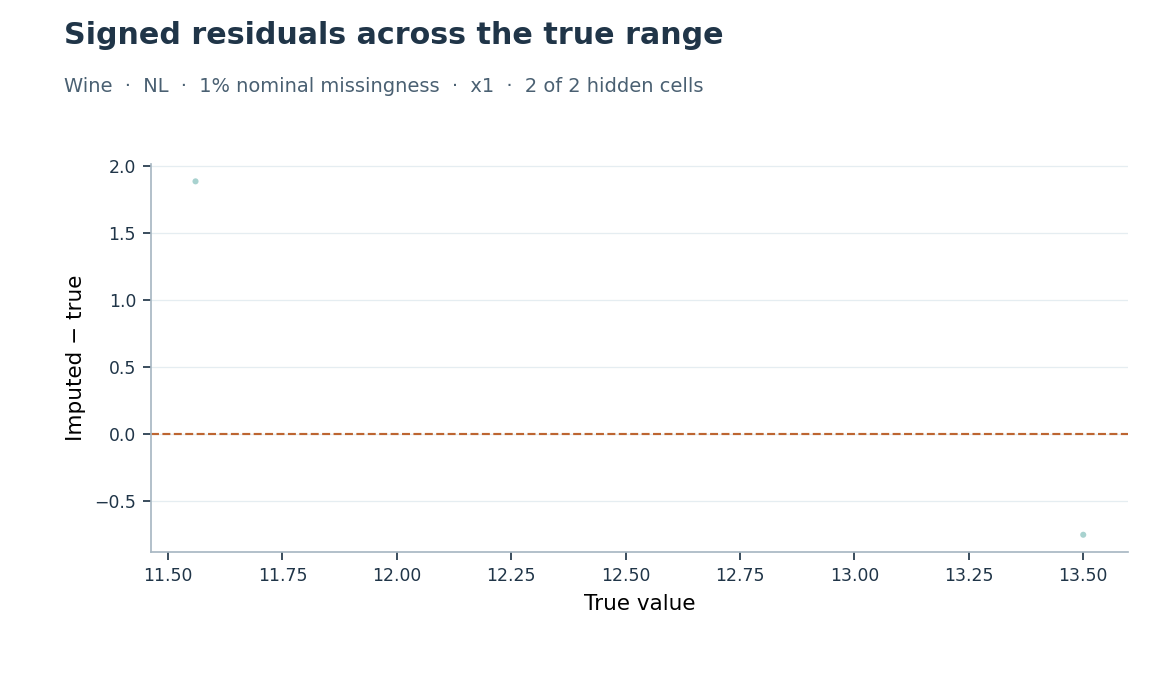 Signed residuals across the true range
Wine · NL · 1% nominal missingness · x1 · 2 of 2 hidden cells
2.0
1.5
1.0
0.5
0.0
−0.5
Imputed − true
11.50 11.75 12.00 12.25 12.50 12.75 13.00 13.25 13.50
True value